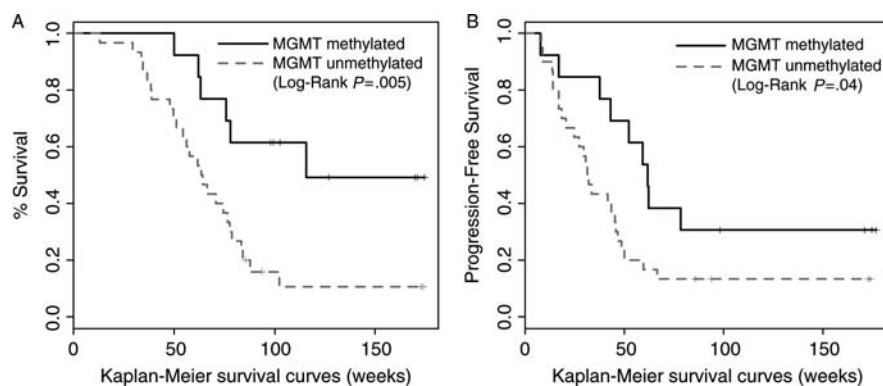 A
1.0
0.8
0.6
0.4
0.2
0.0
% Survival
MGMT methylated
MGMT unmethylated
(Log-Rank P=.005)
0 50 100 150
Kaplan-Meier survival curves (weeks)
B
1.0
0.8
0.6
0.4
0.2
0.0
Progression-Free Survival
MGMT methylated
MGMT unmethylated
(Log-Rank P=.04)
0 50 100 150
Kaplan-Meier survival curves (weeks)